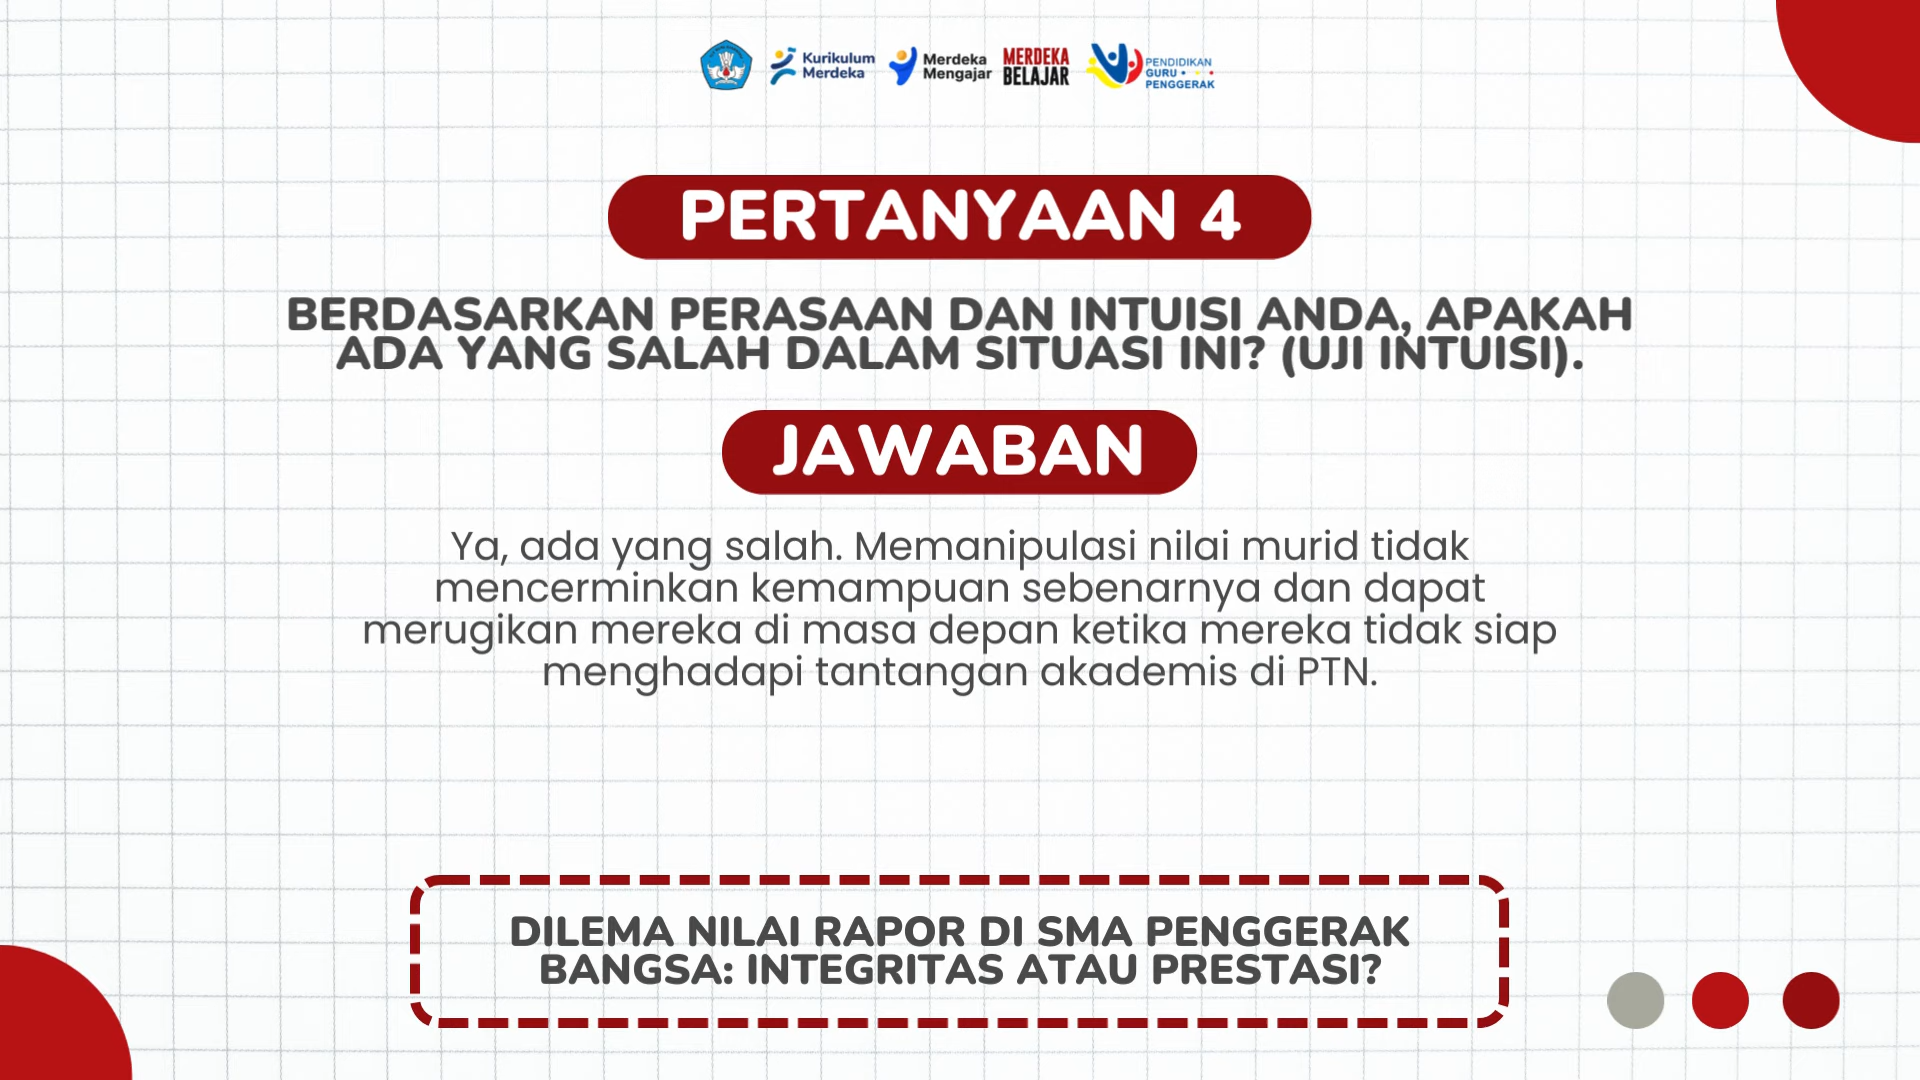 Kurikulum
Merdeka
Merdeka
Mengajar
MERDEKA
BELAJAR
PENDIDIKAN
GURU
PENGGERAK
PERTANYAAN 4
BERDASARKAN PERASAAN DAN INTUISI ANDA, APAKAH
ADA YANG SALAH DALAM SITUASI INI? (UJI INTUISI).
JAWABAN
Ya, ada yang salah. Memanipulasi nilai murid tidak
mencerminkan kemampuan sebenarnya dan dapat
merugikan mereka di masa depan ketika mereka tidak siap
menghadapi tantangan akademis di PTN.
DILEMA NILAI RAPOR DI SMA PENGGERAK
BANGSA: INTEGRITAS ATAU PRESTASI?